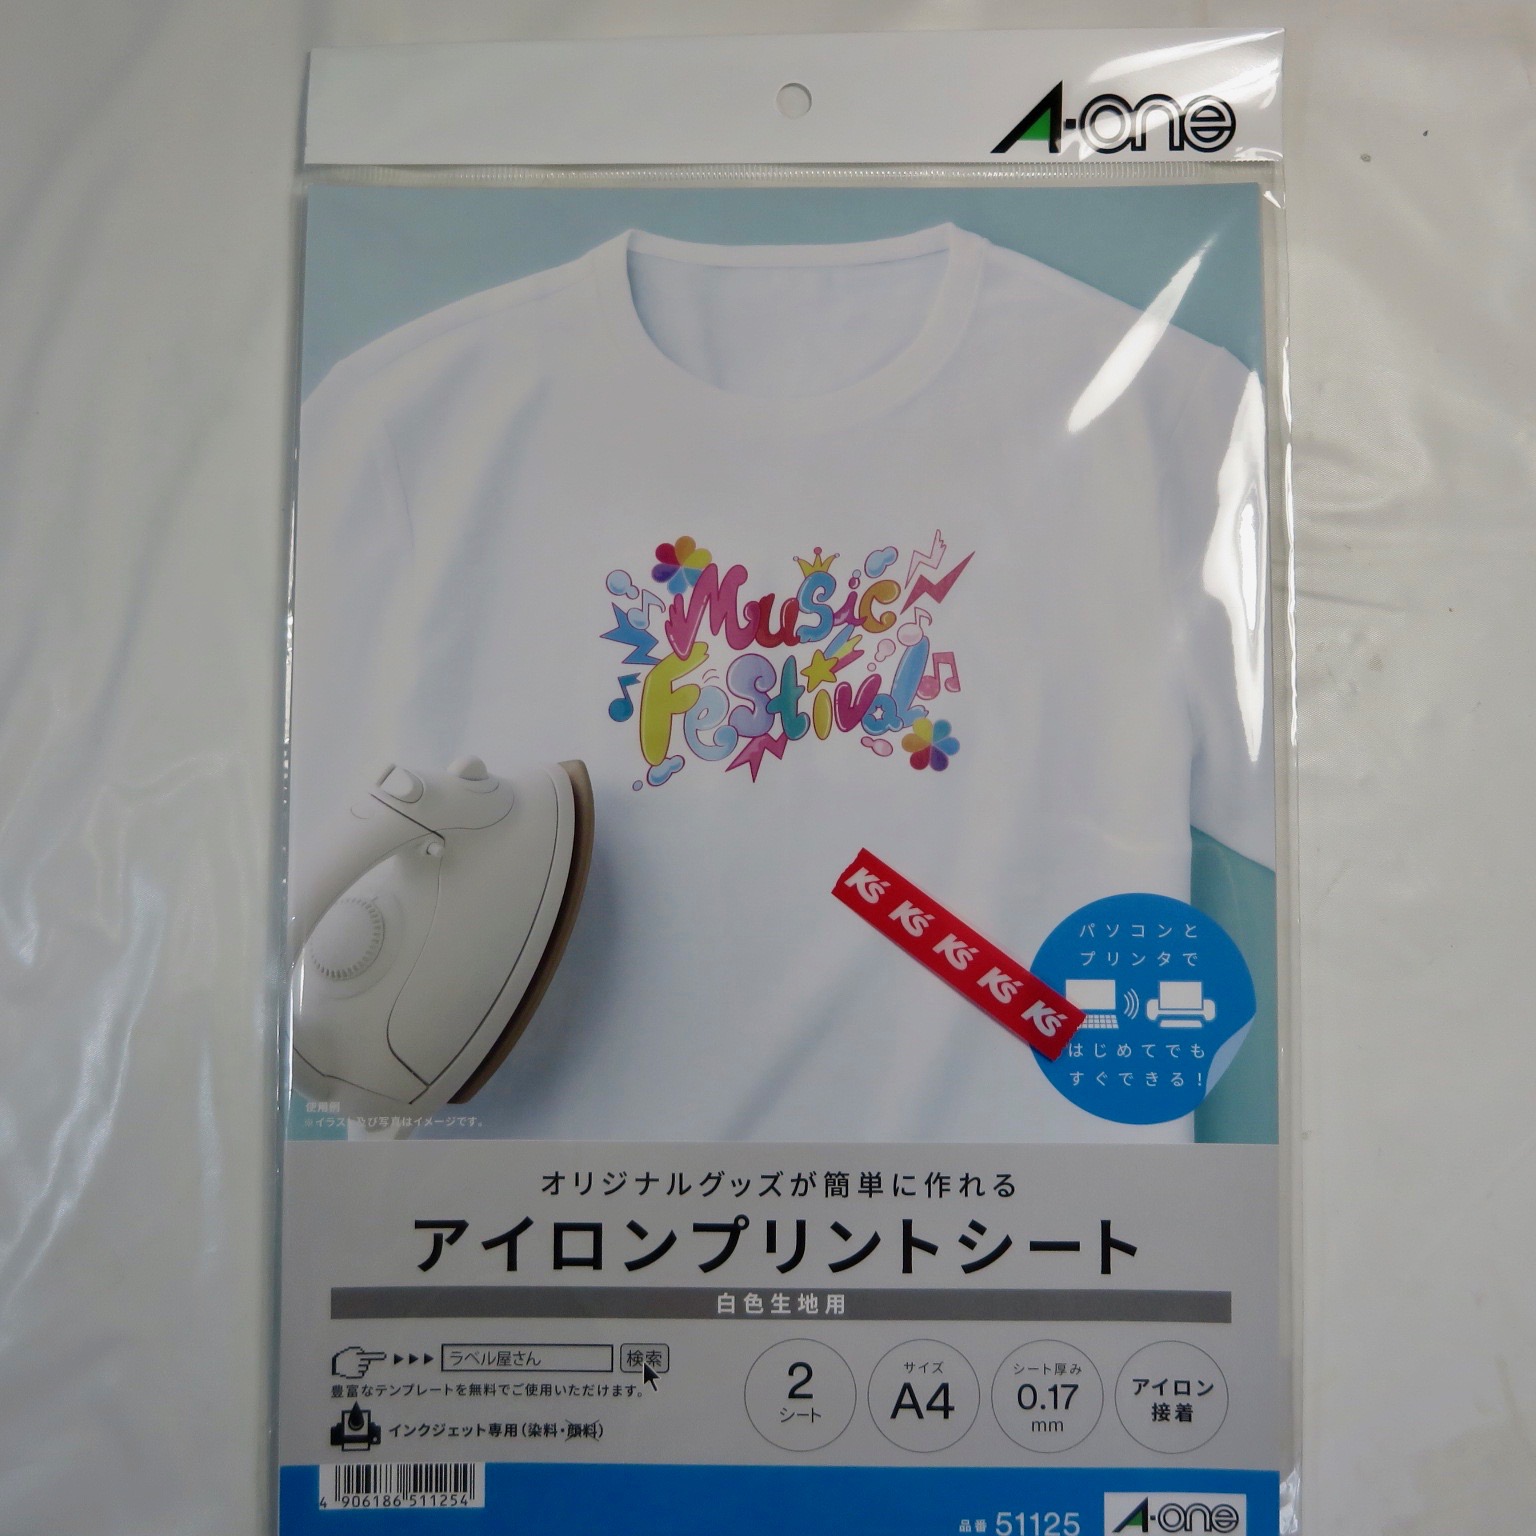 A-one
Music
Festival
K's K's K's K's K's
パソコンと
プリンタで
はじめてでも
すぐできる!
使用例
※イラスト及び写真はイメージです。
オリジナルグッズが簡単に作れる
アイロンプリントシート
白色生地用
ラベル屋さん 検索
豊富なテンプレートを無料でご使用いただけます。
インクジェット専用(染料・顔料)
2
シート
サイズ
A4
シート厚み
0.17
mm
アイロン
接着
4 906186 511254
品番 51125
A-one